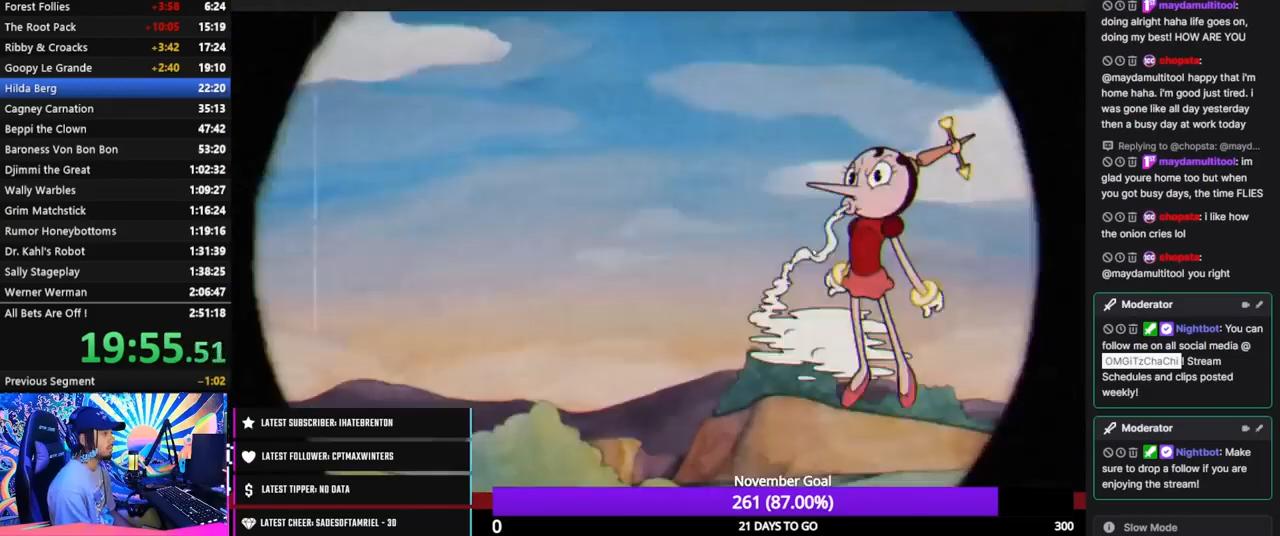 Forest Follies +3:58 6:24
The Root Pack +10:05 15:19
Ribby & Croacks +3:42 17:24
Goopy Le Grande +2:40 19:10
Hilda Berg 22:20
Cagney Carnation 35:13
Beppi the Clown 47:42
Baroness Von Bon Bon 53:20
Djimmi the Great 1:02:32
Wally Warbles 1:09:27
Grim Matchstick 1:16:24
Rumor Honeybottoms 1:19:16
Dr. Kahl's Robot 1:31:39
Sally Stageplay 1:38:25
Werner Werman 2:06:47
All Bets Are Off ! 2:51:18
19:55.51
Previous Segment −1:02
LATEST SUBSCRIBER: IHATEBRENTON
LATEST FOLLOWER: CPTMAXWINTERS
LATEST TIPPER: NO DATA
LATEST CHEER: SADESOFTAMRIEL - 30
November Goal
261 (87.00%)
0 21 DAYS TO GO 300
maydamultitool:
doing alright haha life goes on,
doing my best! HOW ARE YOU
chopsta:
@maydamultitool happy that i'm
home haha. i'm good just tired. i
was gone like all day yesterday
then a busy day at work today
Replying to @chopsta: @mayd...
maydamultitool: im
glad youre home too but when
you got busy days, the time FLIES
chopsta: i like how
the onion cries lol
chopsta:
@maydamultitool you right
Moderator
Nightbot: You can
follow me on all social media @
OMGiTzChaChi! Stream
Schedules and clips posted
weekly!
Moderator
Nightbot: Make
sure to drop a follow if you are
enjoying the stream!
Slow Mode